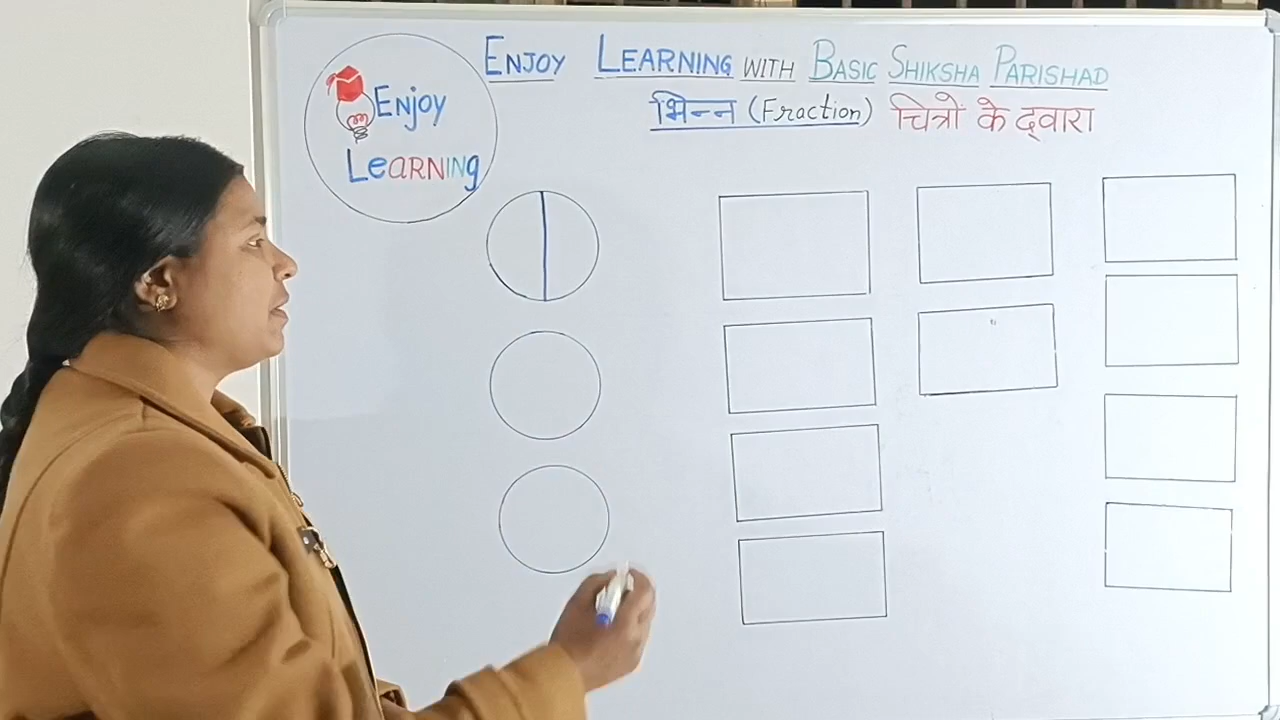 ENJOY LEARNING WITH BASIC SHIKSHA PARISHAD
भिन्न (Fraction) चित्रों के द्वारा
Enjoy
LeARNINg